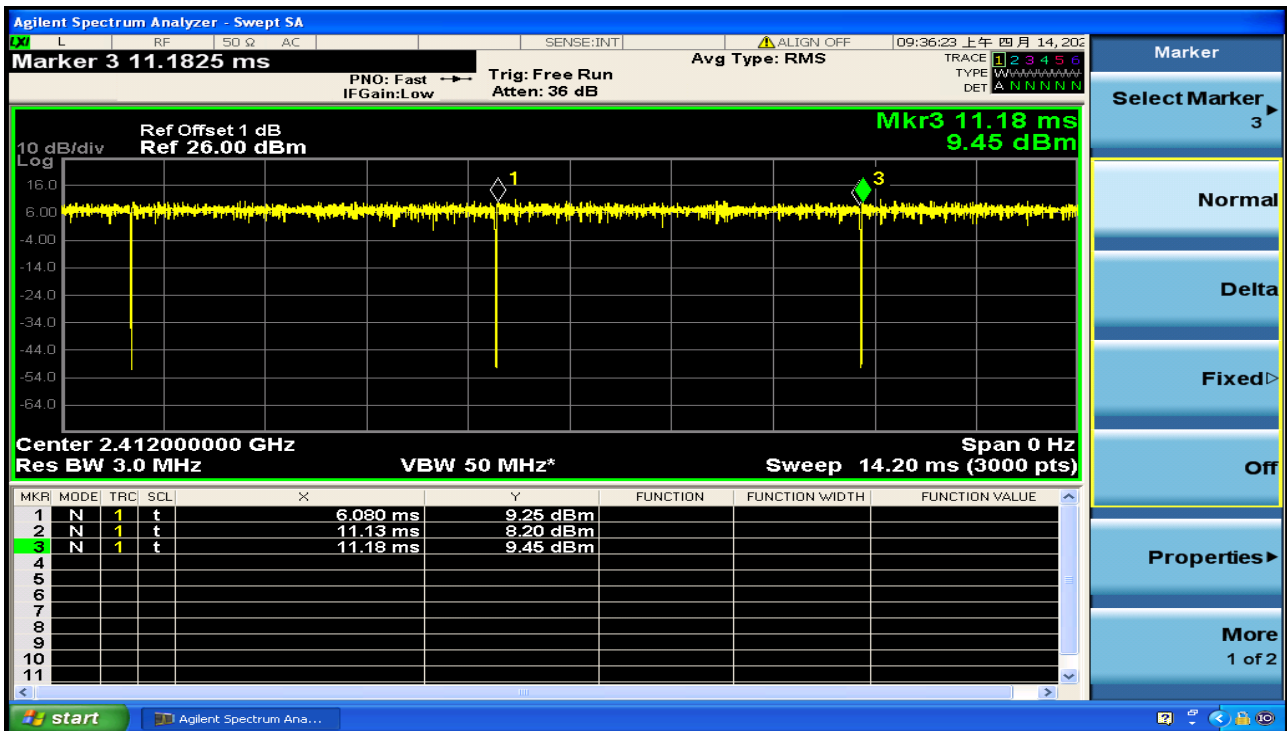 Agilent Spectrum Analyzer - Swept SA
LXI L RF 50 Ω AC SENSE:INT ALIGN OFF 09:36:23 上午 四月 14, 202
Marker 3 11.1825 ms
PNO: Fast
IFGain:Low
Trig: Free Run
Atten: 36 dB
Avg Type: RMS
TRACE 1 2 3 4 5 6
TYPE
DET A N N N N N
Mkr3 11.18 ms
9.45 dBm
Ref Offset 1 dB
10 dB/div Ref 26.00 dBm
Log
16.0
6.00
-4.00
-14.0
-24.0
-34.0
-44.0
-54.0
-64.0
1
3
Center 2.412000000 GHz Span 0 Hz
Res BW 3.0 MHz VBW 50 MHz* Sweep 14.20 ms (3000 pts)
MKR MODE TRC SCL X Y FUNCTION FUNCTION WIDTH FUNCTION VALUE
1 N 1 t 6.080 ms 9.25 dBm
2 N 1 t 11.13 ms 8.20 dBm
3 N 1 t 11.18 ms 9.45 dBm
4
5
6
7
8
9
10
11
Marker
Select Marker
3
Normal
Delta
Fixed
Off
Properties
More
1 of 2
start Agilent Spectrum Ana...